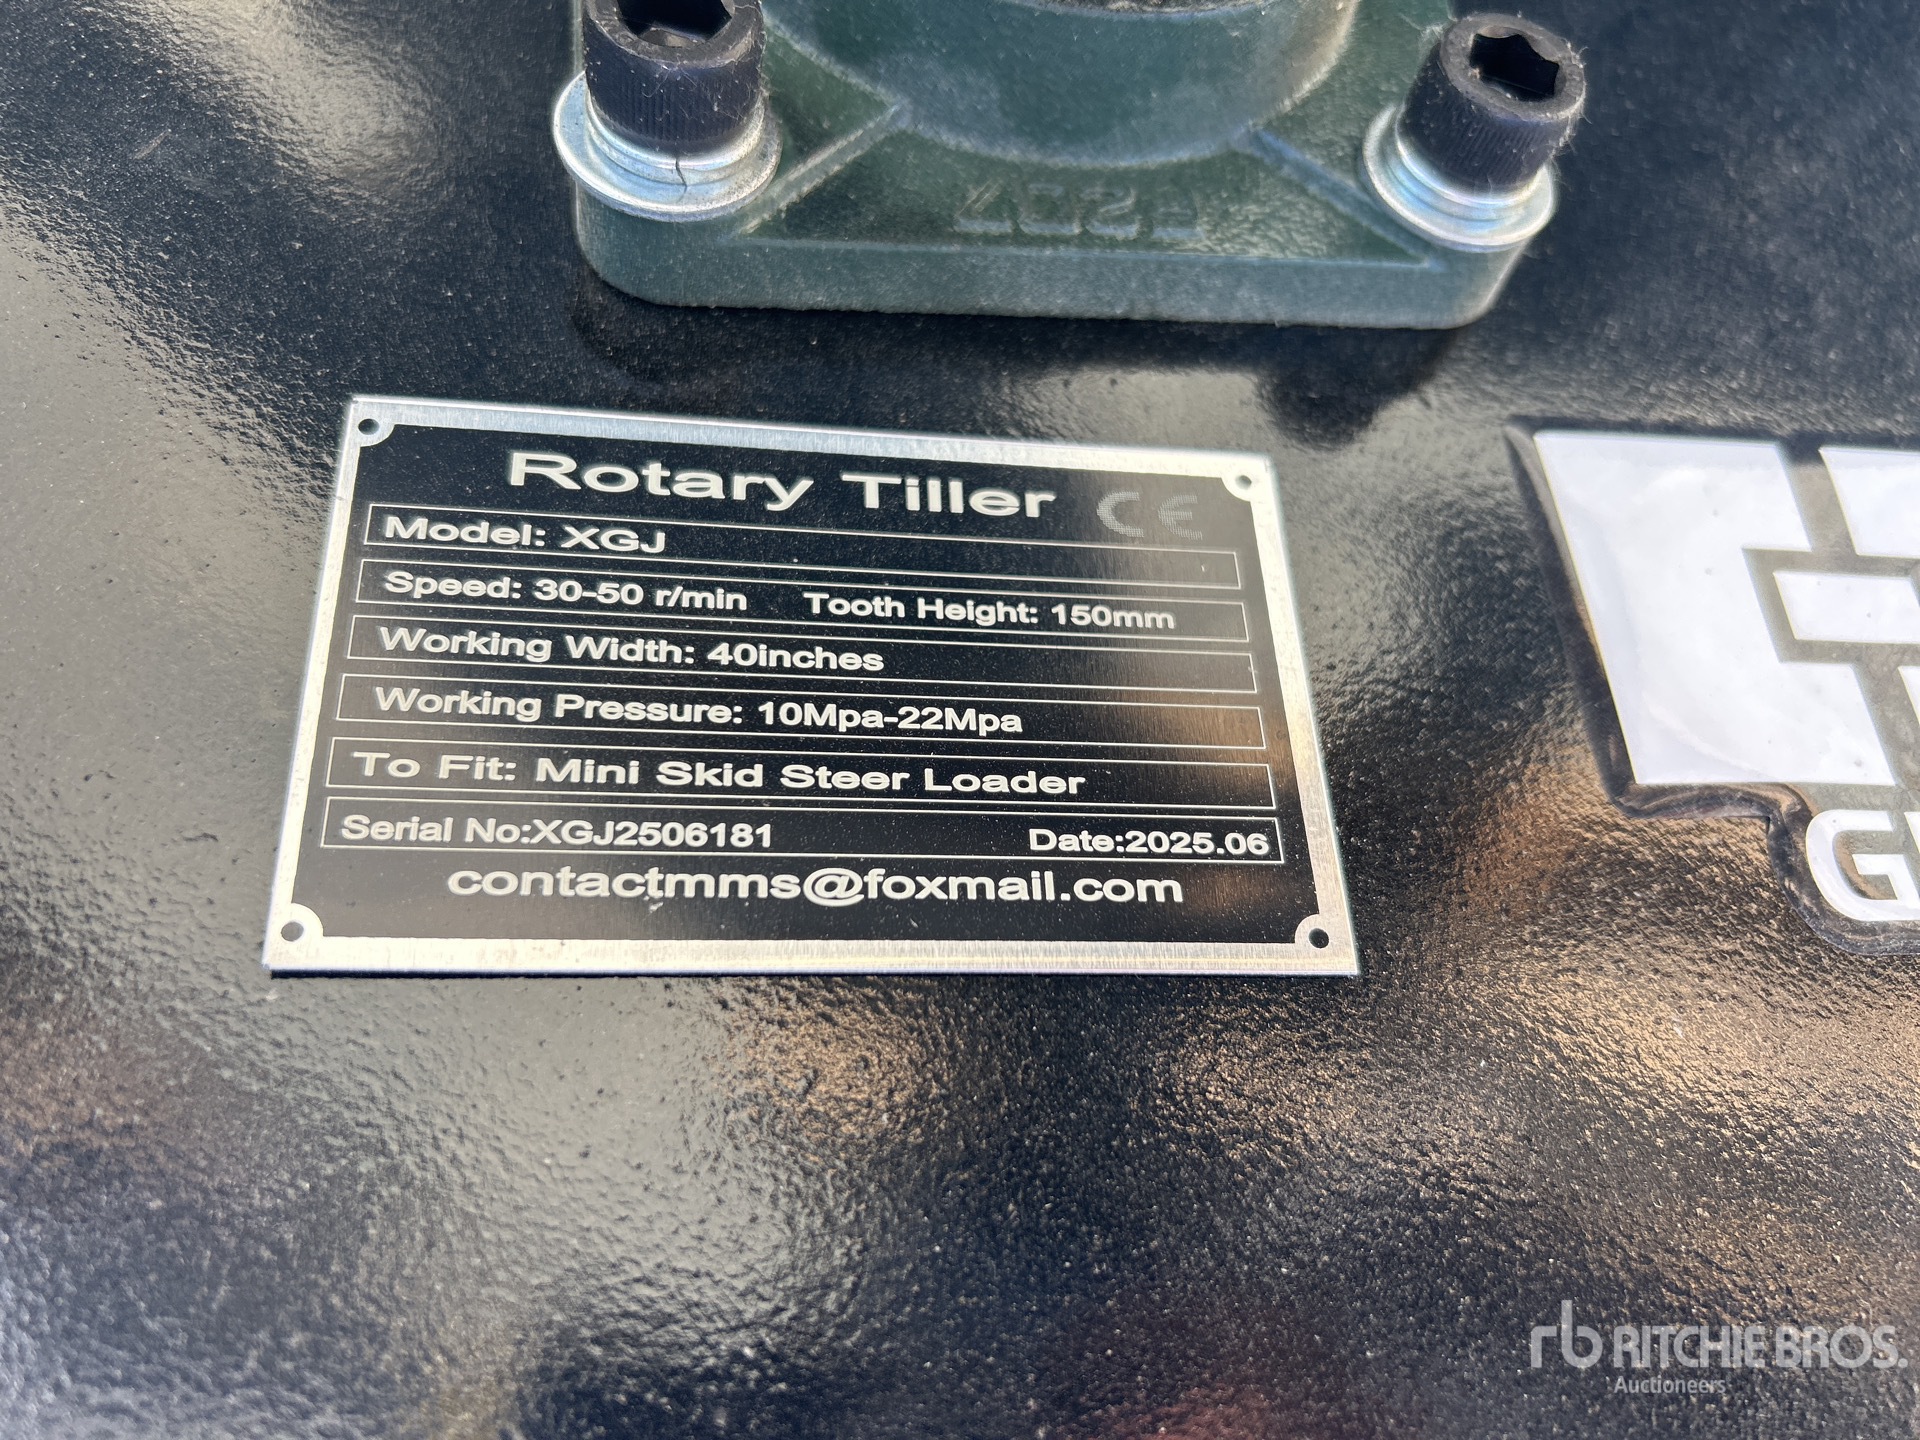 Rotary Tiller CE
Model: XGJ
Speed: 30-50 r/min Tooth Height: 150mm
Working Width: 40inches
Working Pressure: 10Mpa-22Mpa
To Fit: Mini Skid Steer Loader
Serial No:XGJ2506181 Date:2025.06
contactmms@foxmail.com
rb RITCHIE BROS.
Auctioneers